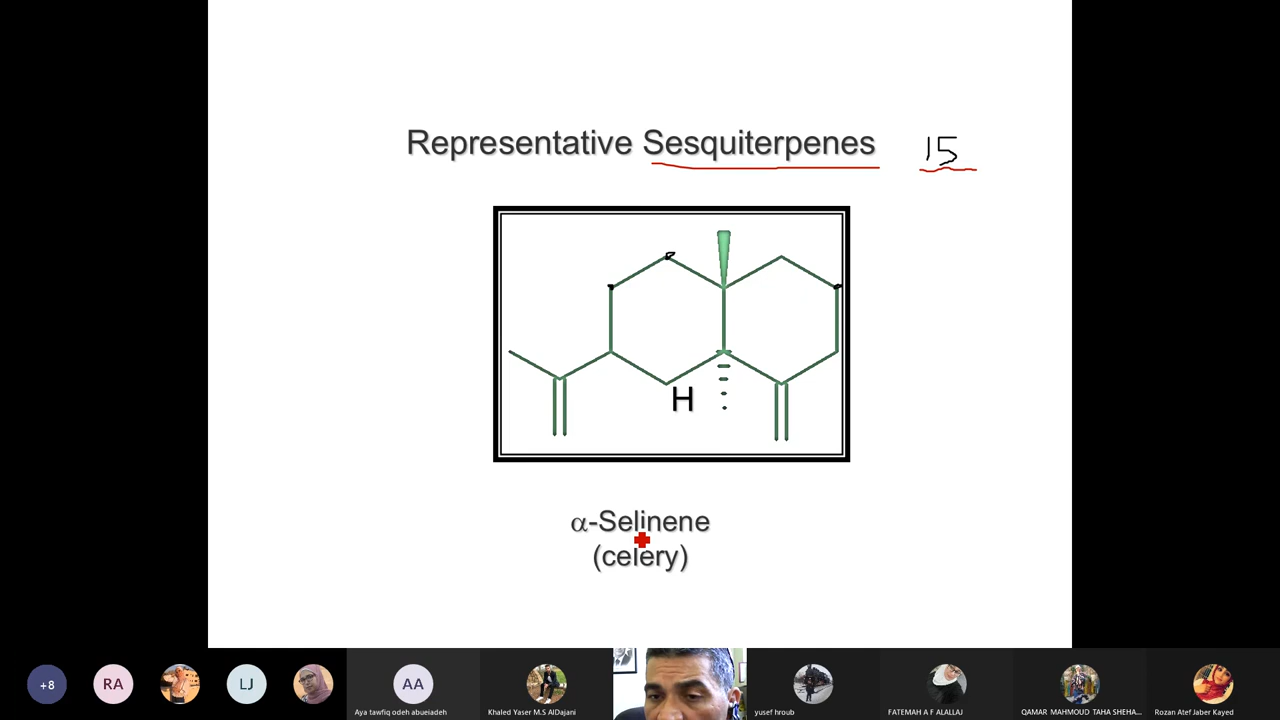 Representative Sesquiterpenes 15
H
α-Selinene
(celery)
+8
RA
LJ
AA
Aya tawfiq odeh abueiadeh
Khaled Yaser M.S AlDajani
yusef hroub
FATEMAH A F ALALLAJ
QAMAR MAHMOUD TAHA SHEHA...
Rozan Atef Jaber Kayed